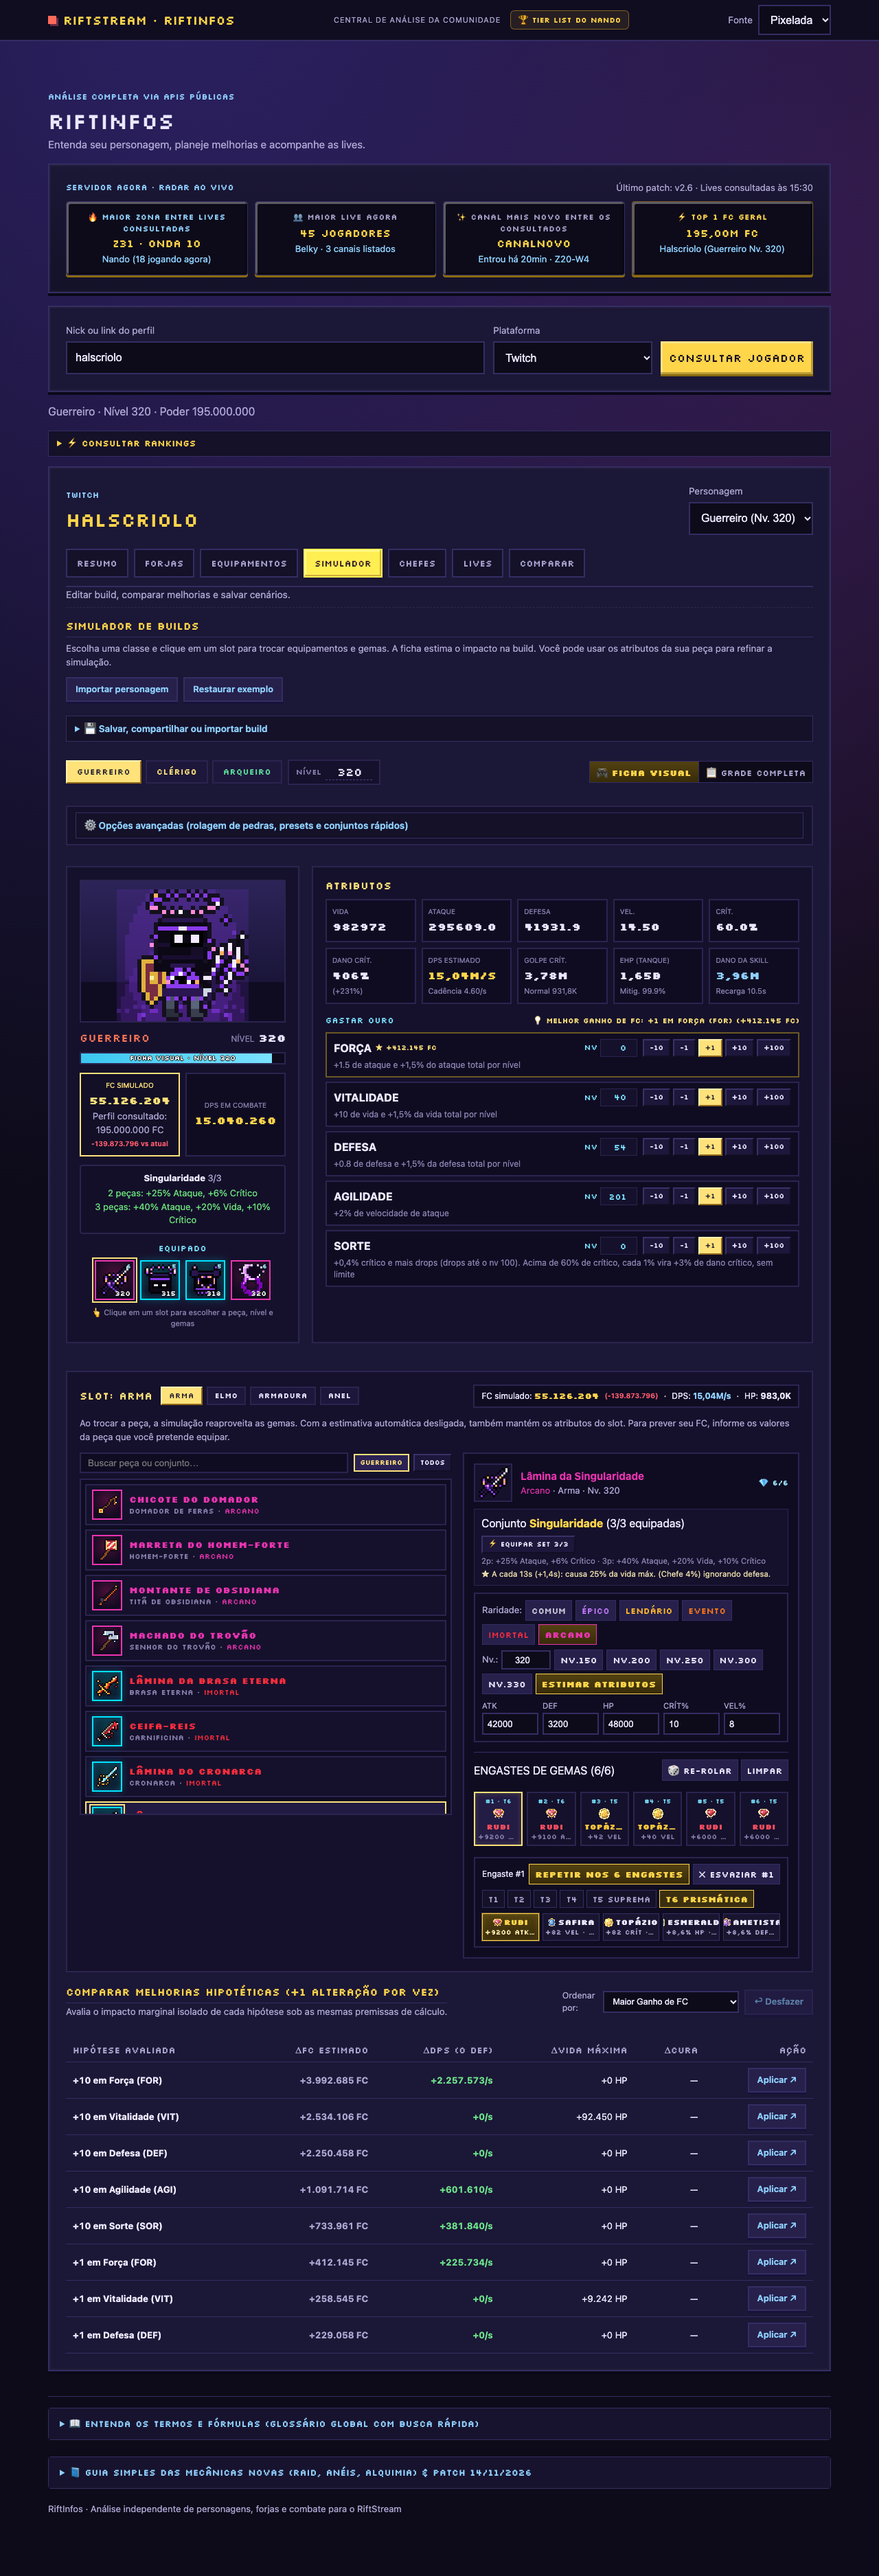 RIFTSTREAM · RIFTINFOS
CENTRAL DE ANÁLISE DA COMUNIDADE
🏆 TIER LIST DO NANDO
Fonte
Pixelada
ANÁLISE COMPLETA VIA APIS PÚBLICAS
RIFTINFOS
Entenda seu personagem, planeje melhorias e acompanhe as lives.
SERVIDOR AGORA · RADAR AO VIVO
Último patch: v2.6 · Lives consultadas às 15:30
🔥 MAIOR ZONA ENTRE LIVES CONSULTADAS
Z31 · ONDA 10
Nando (18 jogando agora)
👥 MAIOR LIVE AGORA
45 JOGADORES
Belky · 3 canais listados
✨ CANAL MAIS NOVO ENTRE OS CONSULTADOS
CANALNOVO
Entrou há 20min · Z20-W4
⚡ TOP 1 FC GERAL
195,00M FC
Halscriolo (Guerreiro Nv. 320)
Nick ou link do perfil
halscriolo
Plataforma
Twitch
CONSULTAR JOGADOR
Guerreiro · Nível 320 · Poder 195.000.000
▶ ⚡ CONSULTAR RANKINGS
TWITCH
HALSCRIOLO
Personagem
Guerreiro (Nv. 320)
RESUMO
FORJAS
EQUIPAMENTOS
SIMULADOR
CHEFES
LIVES
COMPARAR
Editar build, comparar melhorias e salvar cenários.
SIMULADOR DE BUILDS
Escolha uma classe e clique em um slot para trocar equipamentos e gemas. A ficha estima o impacto na build. Você pode usar os atributos da sua peça para refinar a
simulação.
Importar personagem
Restaurar exemplo
▶ 💾 Salvar, compartilhar ou importar build
GUERREIRO
CLÉRIGO
ARQUEIRO
NÍVEL 320
FICHA VISUAL
📋 GRADE COMPLETA
⚙️ Opções avançadas (rolagem de pedras, presets e conjuntos rápidos)
GUERREIRO
NÍVEL 320
FICHA VISUAL · NÍVEL 320
FC SIMULADO
55.126.204
Perfil consultado:
195.000.000 FC
-139.873.796 vs atual
DPS EM COMBATE
15.040.260
Singularidade 3/3
2 peças: +25% Ataque, +6% Crítico
3 peças: +40% Ataque, +20% Vida, +10%
Crítico
EQUIPADO
320
315
318
320
👆 Clique em um slot para escolher a peça, nível e
gemas
ATRIBUTOS
VIDA
982972
ATAQUE
295609.0
DEFESA
41931.9
VEL.
14.50
CRÍT.
60.0%
DANO CRÍT.
406%
(+231%)
DPS ESTIMADO
15,04M/S
Cadência 4.60/s
GOLPE CRÍT.
3,78M
Normal 931,8K
EHP (TANQUE)
1,65B
Mitig. 99.9%
DANO DA SKILL
3,96M
Recarga 10.5s
GASTAR OURO
💡 MELHOR GANHO DE FC: +1 EM FORÇA (FOR) (+412.145 FC)
FORÇA ★ +412.145 FC
NV 0 -10 -1 +1 +10 +100
+1.5 de ataque e +1,5% do ataque total por nível
VITALIDADE
NV 40 -10 -1 +1 +10 +100
+10 de vida e +1,5% da vida total por nível
DEFESA
NV 54 -10 -1 +1 +10 +100
+0.8 de defesa e +1,5% da defesa total por nível
AGILIDADE
NV 201 -10 -1 +1 +10 +100
+2% de velocidade de ataque
SORTE
NV 0 -10 -1 +1 +10 +100
+0,4% crítico e mais drops (drops até o nv 100). Acima de 60% de crítico, cada 1% vira +3% de dano crítico, sem
limite
SLOT: ARMA
ARMA
ELMO
ARMADURA
ANEL
FC simulado: 55.126.204 (-139.873.796) · DPS: 15,04M/s · HP: 983,0K
Ao trocar a peça, a simulação reaproveita as gemas. Com a estimativa automática desligada, também mantém os atributos do slot. Para prever seu FC, informe os valores
da peça que você pretende equipar.
Buscar peça ou conjunto...
GUERREIRO
TODOS
CHICOTE DO DOMADOR
DOMADOR DE FERAS · ARCANO
MARRETA DO HOMEM-FORTE
HOMEM-FORTE · ARCANO
MONTANTE DE OBSIDIANA
TITÃ DE OBSIDIANA · ARCANO
MACHADO DO TROVÃO
SENHOR DO TROVÃO · ARCANO
LÂMINA DA BRASA ETERNA
BRASA ETERNA · IMORTAL
CEIFA-REIS
CARNIFICINA · IMORTAL
LÂMINA DO CRONARCA
CRONARCA · IMORTAL
Lâmina da Singularidade
Arcano · Arma · Nv. 320
💎 6/6
Conjunto Singularidade (3/3 equipadas)
⚡ EQUIPAR SET 3/3
2p: +25% Ataque, +6% Crítico · 3p: +40% Ataque, +20% Vida, +10% Crítico
★ A cada 13s (+1,4s): causa 25% da vida máx. (Chefe 4%) ignorando defesa.
Raridade: COMUM ÉPICO LENDÁRIO EVENTO
IMORTAL ARCANO
Nv.: 320 NV.150 NV.200 NV.250 NV.300
NV.330 ESTIMAR ATRIBUTOS
ATK DEF HP CRÍT% VEL%
42000 3200 48000 10 8
ENGASTES DE GEMAS (6/6)
🎲 RE-ROLAR
LIMPAR
#1 · T6
RUBI
+9200 ...
#2 · T6
RUBI
+9100 A...
#3 · T5
TOPÁZ...
+42 VEL
#4 · T5
TOPÁZ...
+40 VEL
#5 · T5
RUBI
+6000 ...
#6 · T5
RUBI
+6000 ...
Engaste #1 REPETIR NOS 6 ENGASTES ✕ ESVAZIAR #1
T1 T2 T3 T4 T5 SUPREMA T6 PRISMÁTICA
RUBI
+9200 ATK...
SAFIRA
+82 VEL · ...
TOPÁZIO
+82 CRÍT ·...
ESMERALD
+8,6% HP ·...
AMETISTA
+8,6% DEF...
COMPARAR MELHORIAS HIPOTÉTICAS (+1 ALTERAÇÃO POR VEZ)
Avalia o impacto marginal isolado de cada hipótese sob as mesmas premissas de cálculo.
Ordenar
por:
Maior Ganho de FC
↩ Desfazer
HIPÓTESE AVALIADA ΔFC ESTIMADO ΔDPS (0 DEF) ΔVIDA MÁXIMA ΔCURA AÇÃO
+10 em Força (FOR) +3.992.685 FC +2.257.573/s +0 HP — Aplicar ↗
+10 em Vitalidade (VIT) +2.534.106 FC +0/s +92.450 HP — Aplicar ↗
+10 em Defesa (DEF) +2.250.458 FC +0/s +0 HP — Aplicar ↗
+10 em Agilidade (AGI) +1.091.714 FC +601.610/s +0 HP — Aplicar ↗
+10 em Sorte (SOR) +733.961 FC +381.840/s +0 HP — Aplicar ↗
+1 em Força (FOR) +412.145 FC +225.734/s +0 HP — Aplicar ↗
+1 em Vitalidade (VIT) +258.545 FC +0/s +9.242 HP — Aplicar ↗
+1 em Defesa (DEF) +229.058 FC +0/s +0 HP — Aplicar ↗
▶ 📖 ENTENDA OS TERMOS E FÓRMULAS (GLOSSÁRIO GLOBAL COM BUSCA RÁPIDA)
▶ 📘 GUIA SIMPLES DAS MECÂNICAS NOVAS (RAID, ANÉIS, ALQUIMIA) & PATCH 14/11/2026
RiftInfos · Análise independente de personagens, forjas e combate para o RiftStream